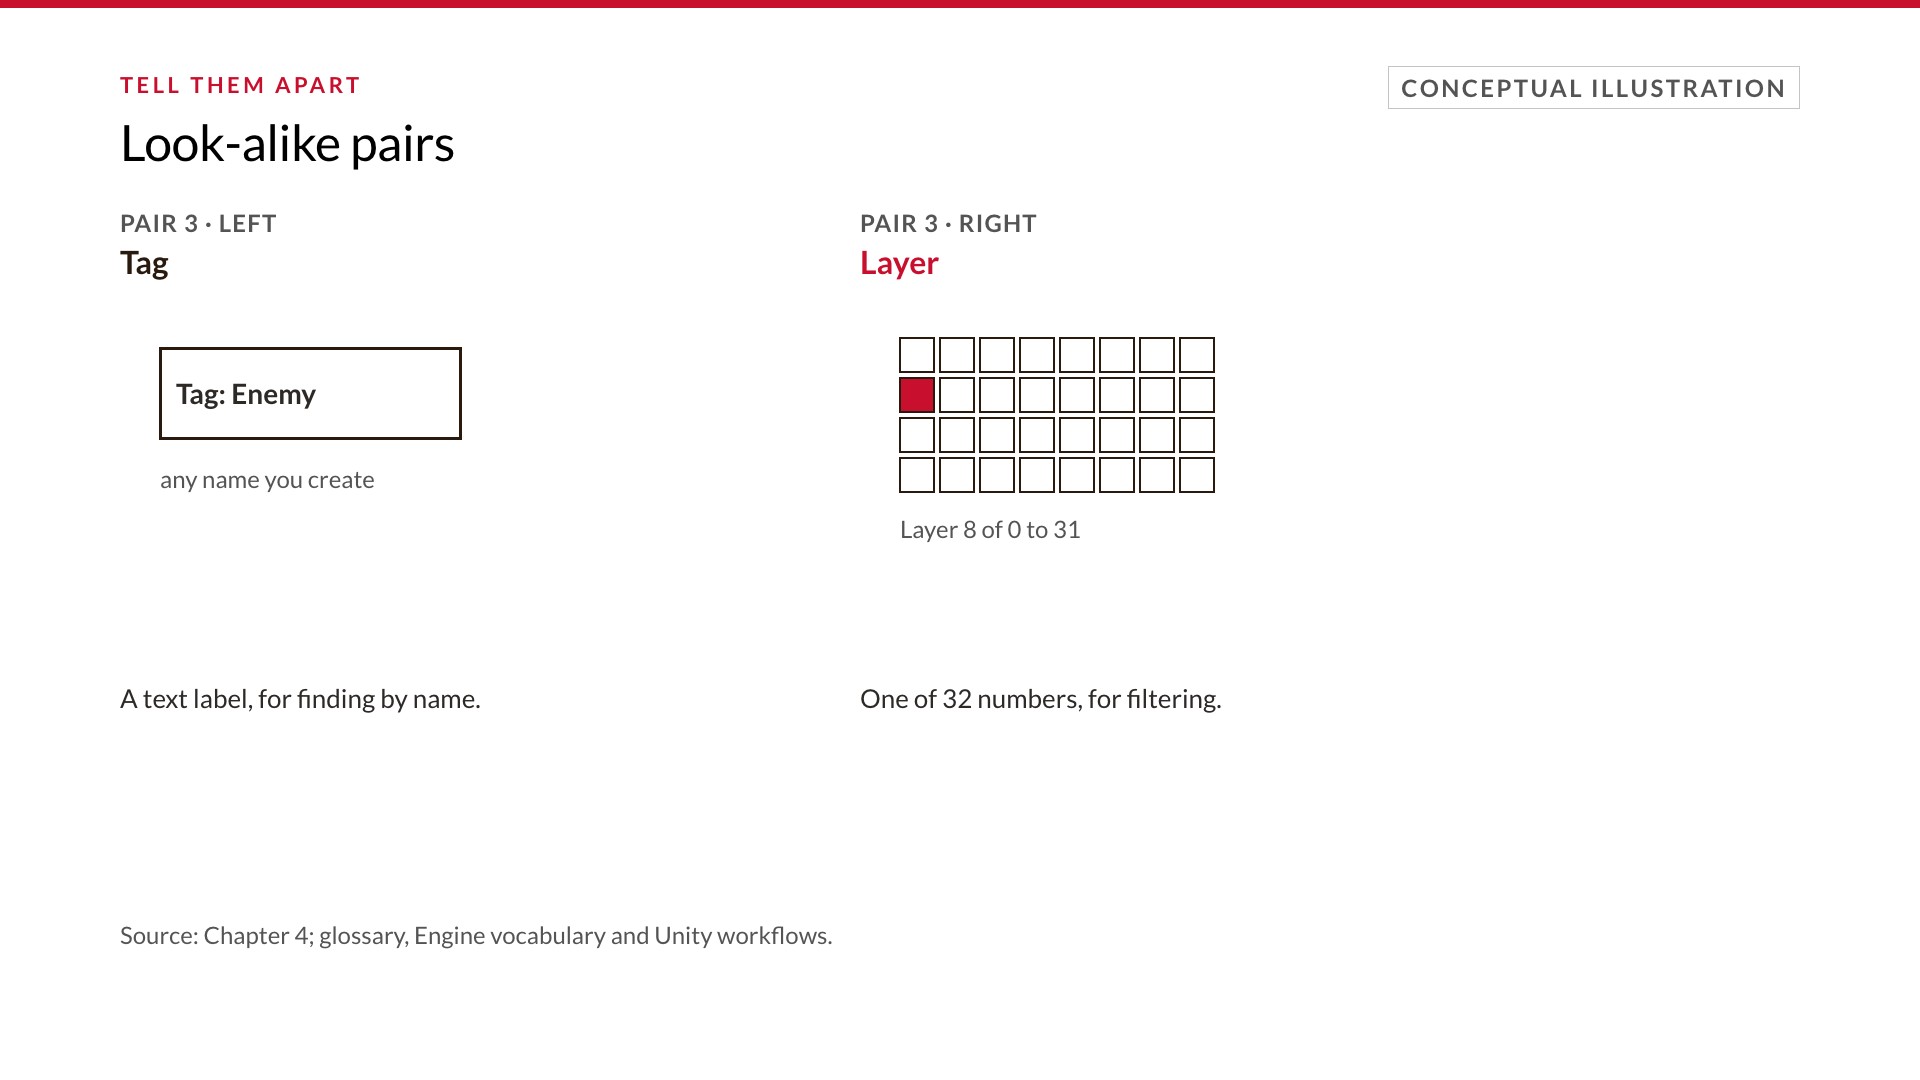 TELL THEM APART
CONCEPTUAL ILLUSTRATION
Look-alike pairs
PAIR 3 · LEFT
Tag
Tag: Enemy
any name you create
A text label, for finding by name.
PAIR 3 · RIGHT
Layer
Layer 8 of 0 to 31
One of 32 numbers, for filtering.
Source: Chapter 4; glossary, Engine vocabulary and Unity workflows.